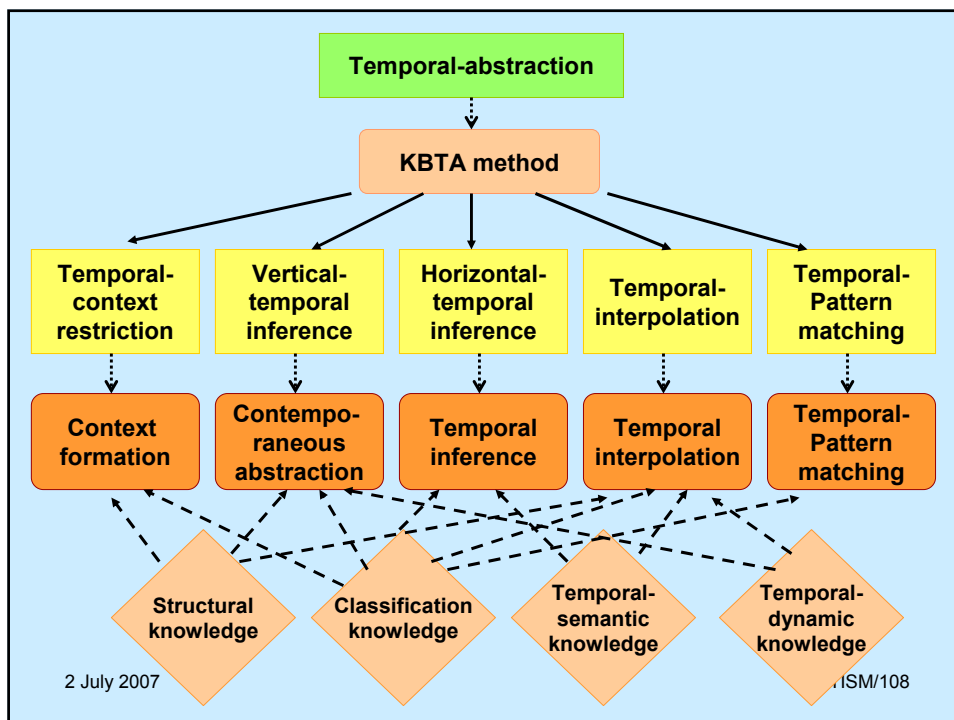 Temporal-abstraction
KBTA method
Temporal-
context
restriction
Vertical-
temporal
inference
Horizontal-
temporal
inference
Temporal-
interpolation
Temporal-
Pattern
matching
Context
formation
Contempo-
raneous
abstraction
Temporal
inference
Temporal
interpolation
Temporal-
Pattern
matching
Structural
knowledge
Classification
knowledge
Temporal-
semantic
knowledge
Temporal-
dynamic
knowledge
2 July 2007
ISM/108